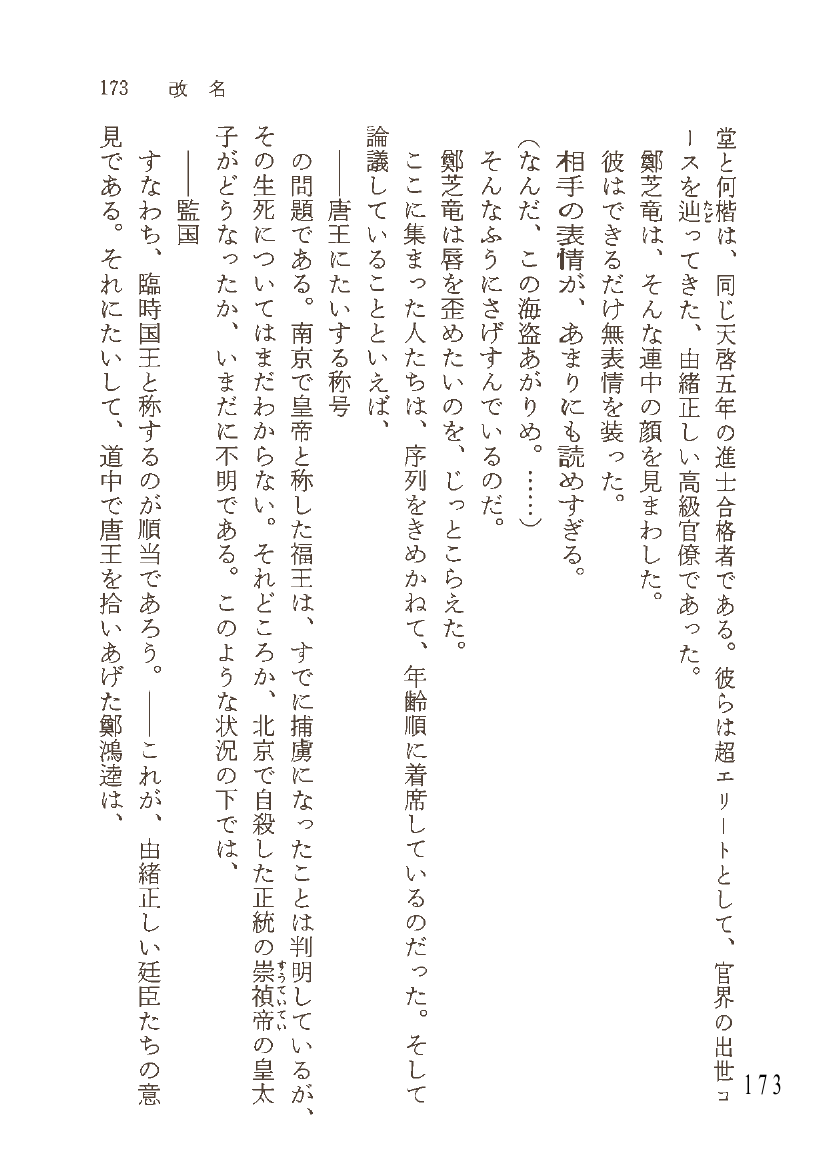 173　改　名
堂と何楷は、同じ天啓五年の進士合格者である。彼らは超エリートとして、官界の出世コ
ースを辿ってきた、由緒正しい高級官僚であった。
たど
鄭芝竜は、そんな連中の顔を見まわした。
彼はできるだけ無表情を装った。
相手の表情が、あまりにも読めすぎる。
（なんだ、この海盗あがりめ。……）
そんなふうにさげすんでいるのだ。
鄭芝竜は唇を歪めたいのを、じっとこらえた。
ここに集まった人たちは、序列をきめかねて、年齢順に着席しているのだった。そして
論議していることといえば、
――唐王にたいする称号
の問題である。南京で皇帝と称した福王は、すでに捕虜になったことは判明しているが、
その生死についてはまだわからない。それどころか、北京で自殺した正統の崇禎帝の皇太
すうていてい
子がどうなったか、いまだに不明である。このような状況の下では、
――監国
すなわち、臨時国王と称するのが順当であろう。――これが、由緒正しい廷臣たちの意
見である。それにたいして、道中で唐王を拾いあげた鄭鴻逵は、
173